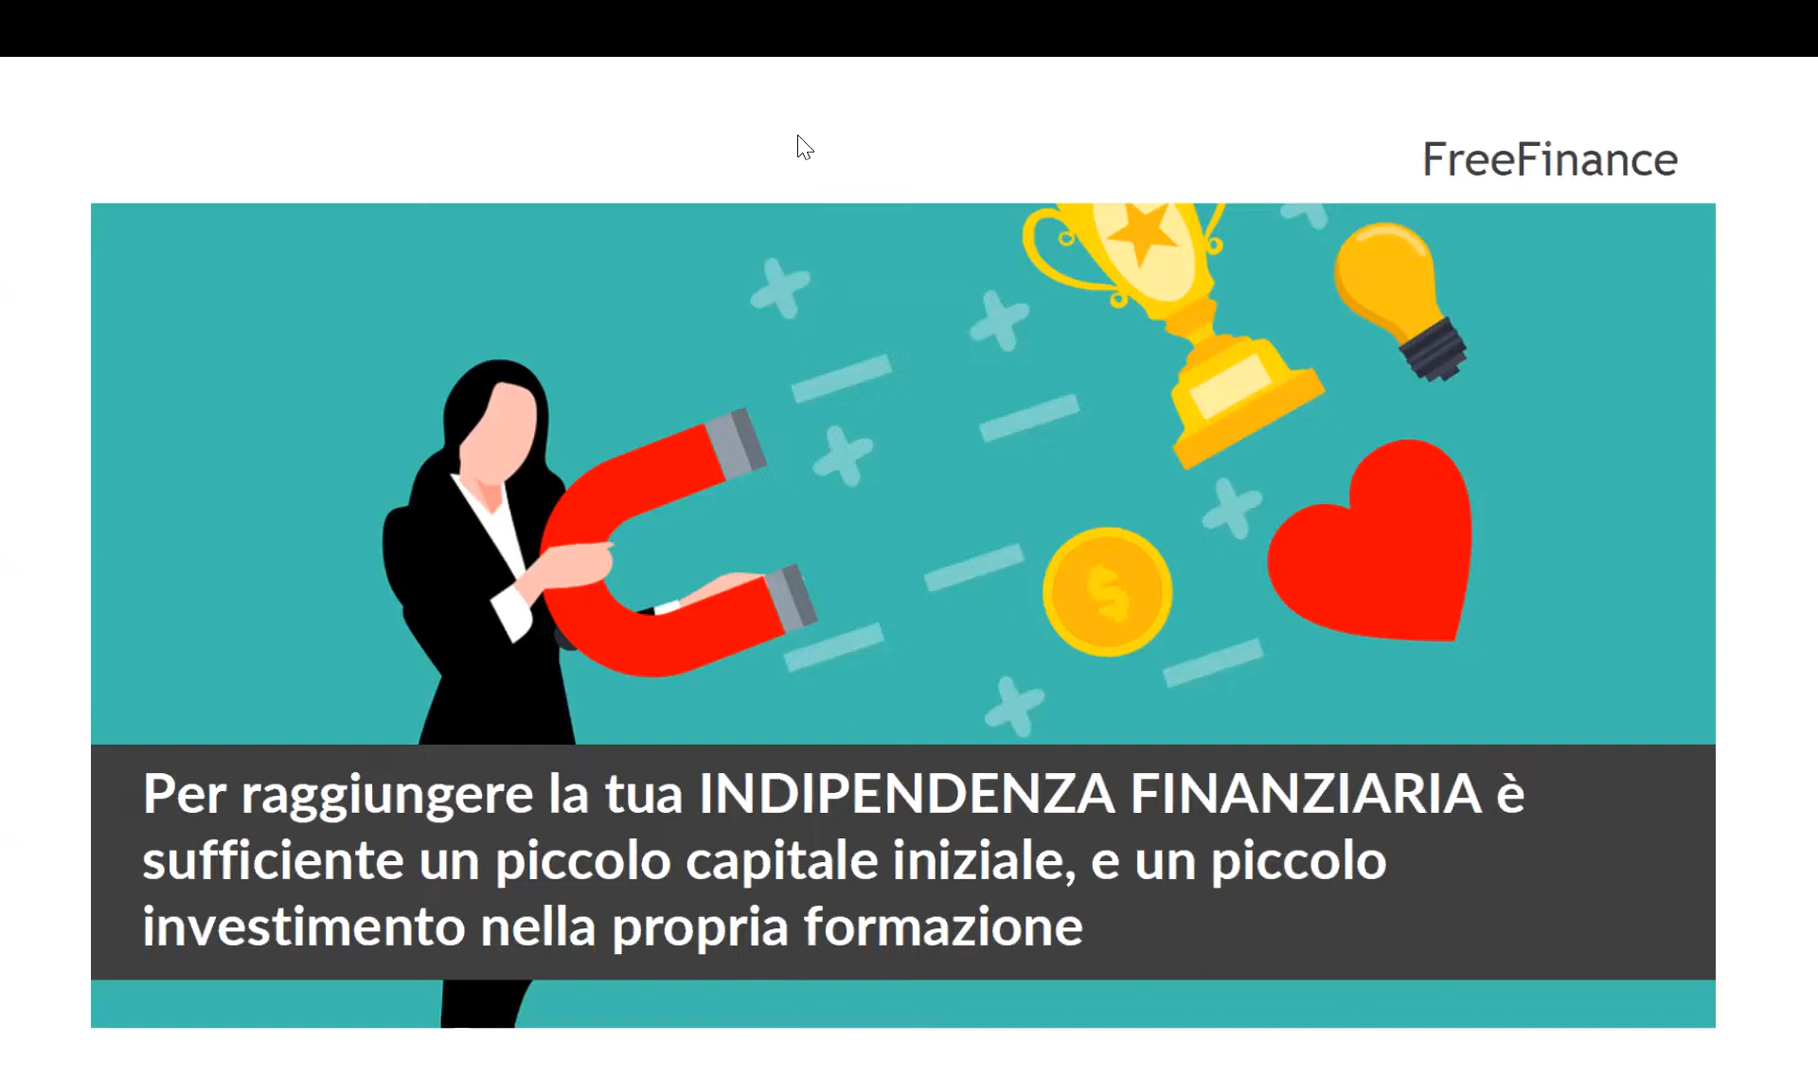 FreeFinance
Per raggiungere la tua INDIPENDENZA FINANZIARIA è
sufficiente un piccolo capitale iniziale, e un piccolo
investimento nella propria formazione